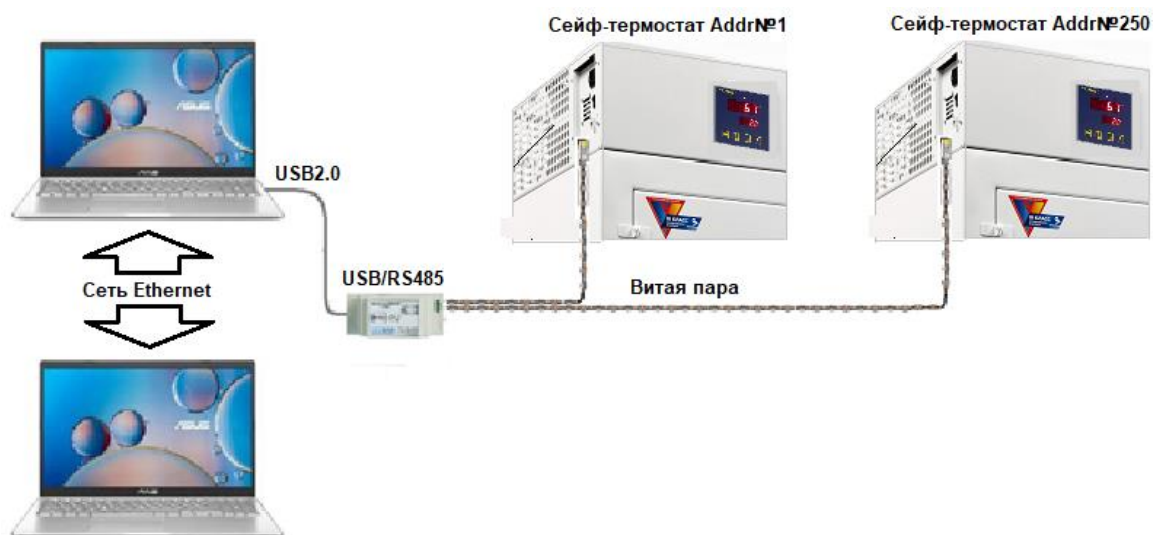 Сейф-термостат Addr№1
Сейф-термостат Addr№250
USB2.0
USB/RS485
Сеть Ethernet
Витая пара